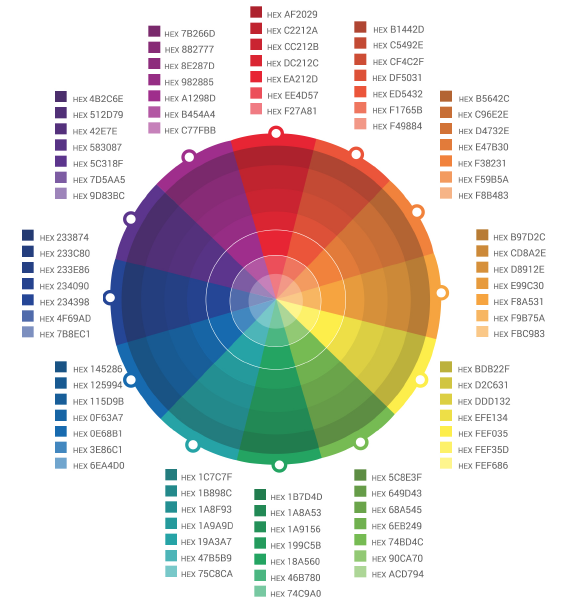 HEX AF2029
HEX C2212A
HEX CC212B
HEX DC212C
HEX EA212D
HEX EE4D57
HEX F27A81
HEX B1442D
HEX C5492E
HEX CF4C2F
HEX DF5031
HEX ED5432
HEX F1765B
HEX F49884
HEX B5642C
HEX C96E2E
HEX D4732E
HEX E47B30
HEX F38231
HEX F59B5A
HEX F8B483
HEX B97D2C
HEX CD8A2E
HEX D8912E
HEX E99C30
HEX F8A531
HEX F9B75A
HEX FBC983
HEX BDB22F
HEX D2C631
HEX DDD132
HEX EFE134
HEX FEF035
HEX FEF35D
HEX FEF686
HEX 5C8E3F
HEX 649D43
HEX 68A545
HEX 6EB249
HEX 74BD4C
HEX 90CA70
HEX ACD794
HEX 1B7D4D
HEX 1A8A53
HEX 1A9156
HEX 199C5B
HEX 18A560
HEX 46B780
HEX 74C9A0
HEX 1C7C7F
HEX 1B898C
HEX 1A8F93
HEX 1A9A9D
HEX 19A3A7
HEX 47B5B9
HEX 75C8CA
HEX 145286
HEX 125994
HEX 115D9B
HEX 0F63A7
HEX 0E68B1
HEX 3E86C1
HEX 6EA4D0
HEX 233874
HEX 233C80
HEX 233E86
HEX 234090
HEX 234398
HEX 4F69AD
HEX 7B8EC1
HEX 4B2C6E
HEX 512D79
HEX 42E7E
HEX 583087
HEX 5C318F
HEX 7D5AA5
HEX 9D83BC
HEX 7B266D
HEX 882777
HEX 8E287D
HEX 982885
HEX A1298D
HEX B454A4
HEX C77FBB